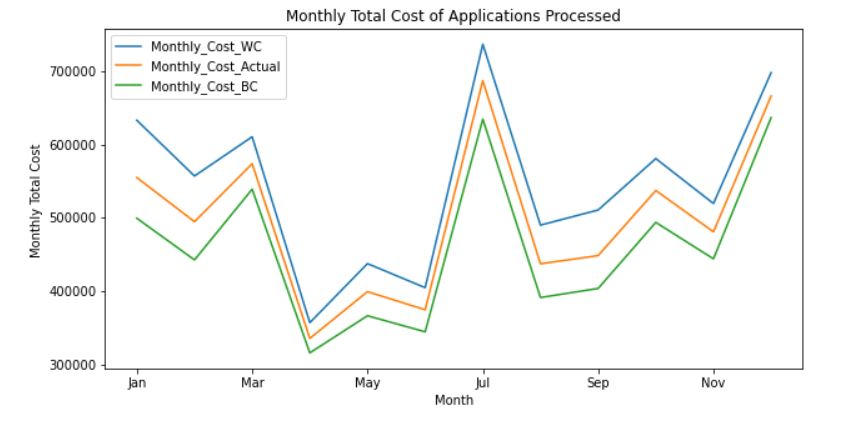 Monthly Total Cost of Applications Processed
Monthly_Cost_WC
Monthly_Cost_Actual
Monthly_Cost_BC
700000
600000
500000
400000
300000
Monthly Total Cost
Jan Mar May Jul Sep Nov
Month